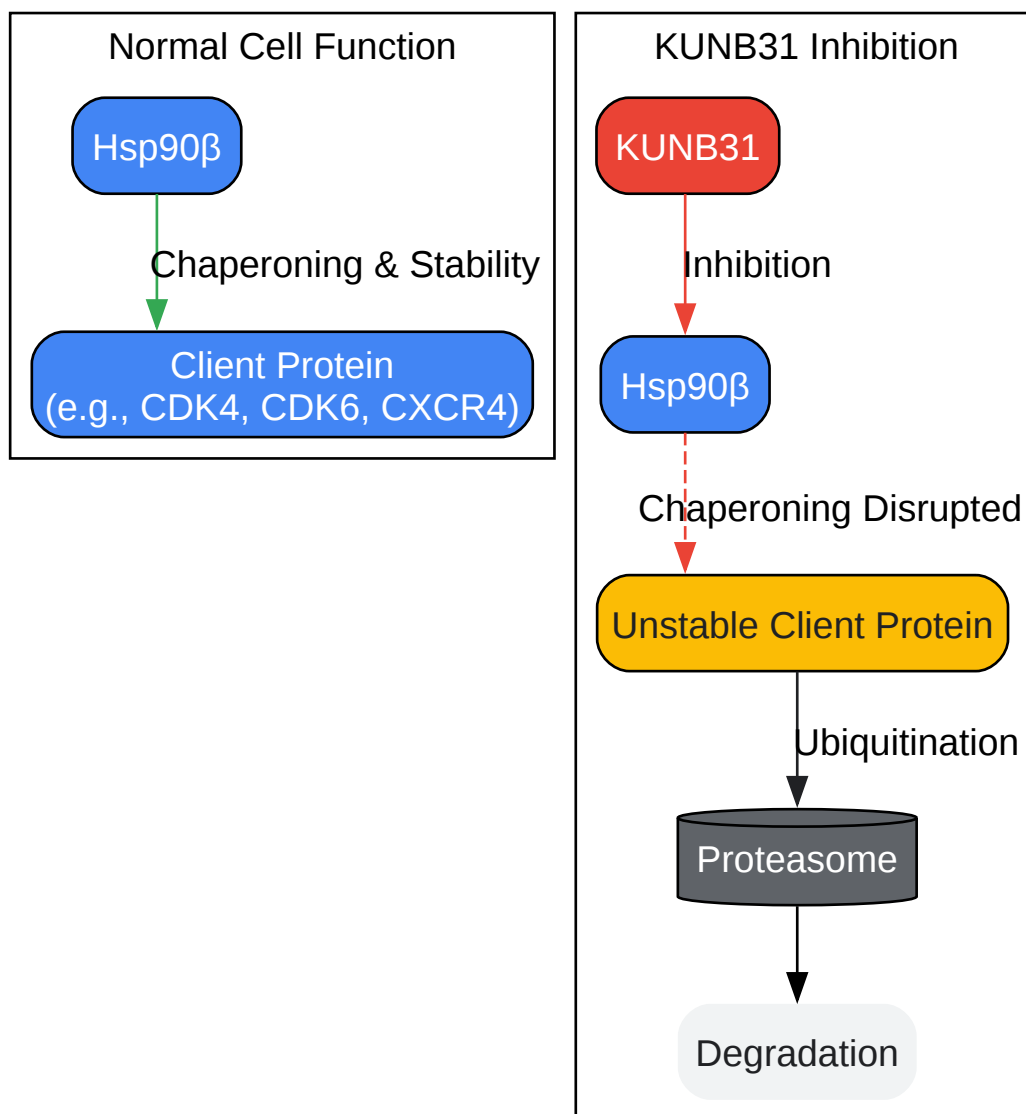 Normal Cell Function
Hsp90β
Chaperoning & Stability
Client Protein
(e.g., CDK4, CDK6, CXCR4)
KUNB31 Inhibition
KUNB31
Inhibition
Hsp90β
Chaperoning Disrupted
Unstable Client Protein
Ubiquitination
Proteasome
Degradation